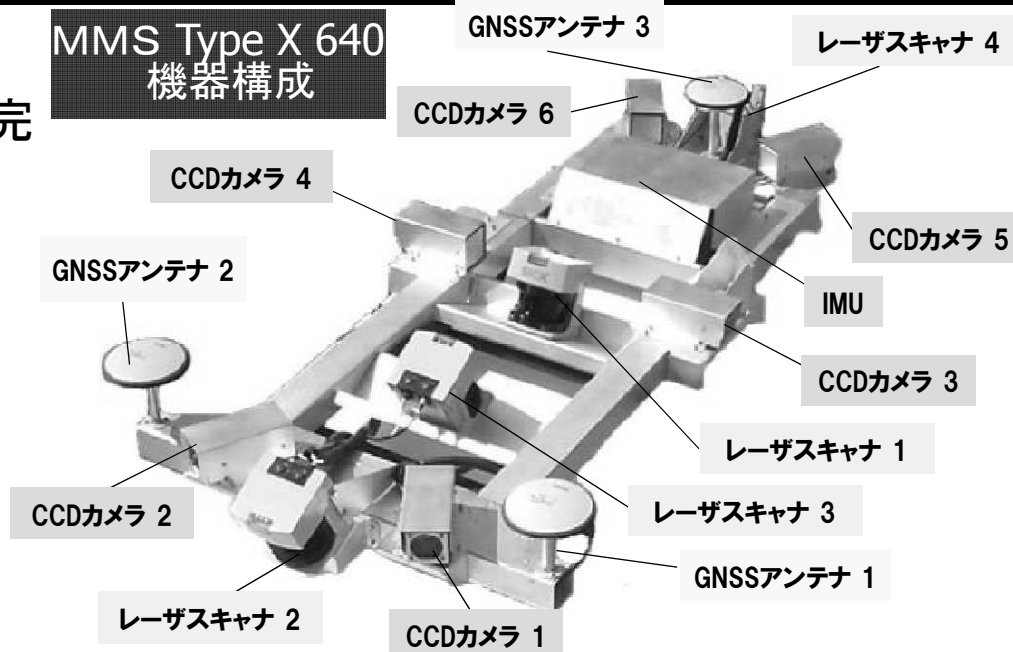 MMS Type X 640
機器構成
完
GNSSアンテナ 3
レーザスキャナ 4
CCDカメラ 6
CCDカメラ 4
CCDカメラ 5
GNSSアンテナ 2
IMU
CCDカメラ 3
レーザスキャナ 1
CCDカメラ 2
レーザスキャナ 3
GNSSアンテナ 1
レーザスキャナ 2
CCDカメラ 1